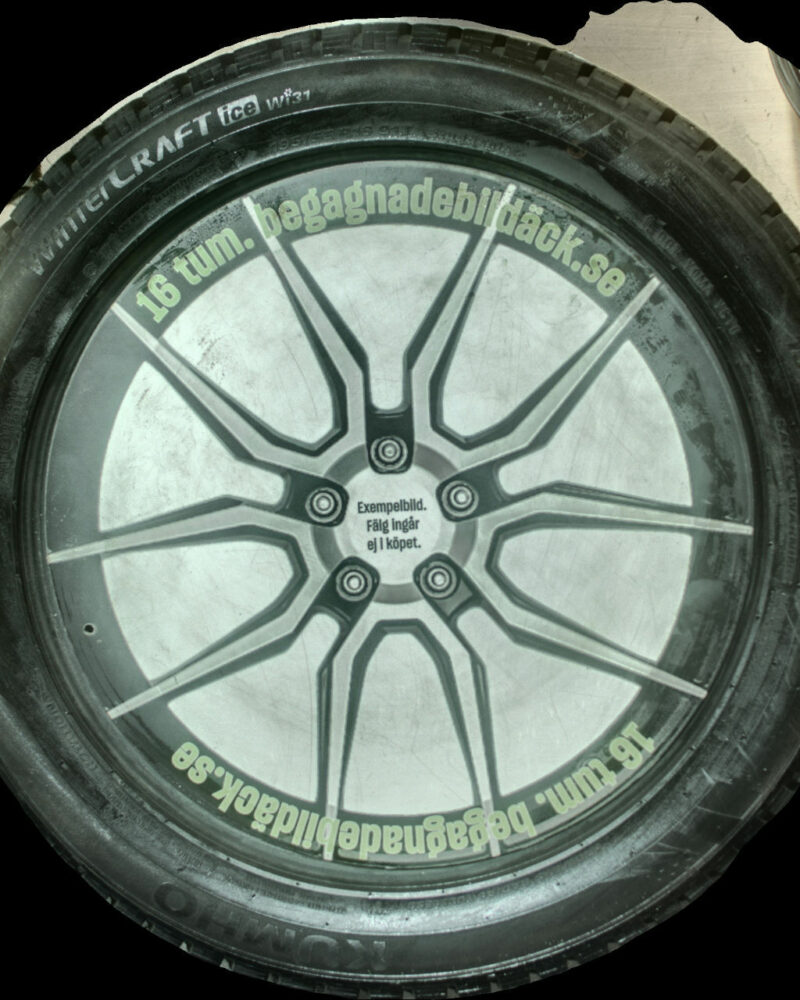 WinterCRAFT ice Wi31
16 tum. begagnadebildäck.se
Exempelbild.
Fälg ingår
ej i köpet.
16 tum. begagnadebildäck.se
KUMHO